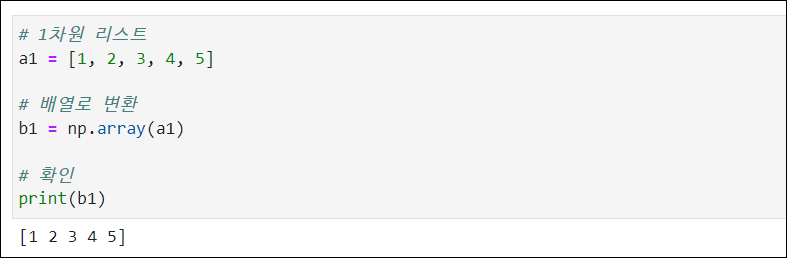 # 1차원 리스트
a1 = [1, 2, 3, 4, 5]
# 배열로 변환
b1 = np.array(a1)
# 확인
print(b1)
[1 2 3 4 5]